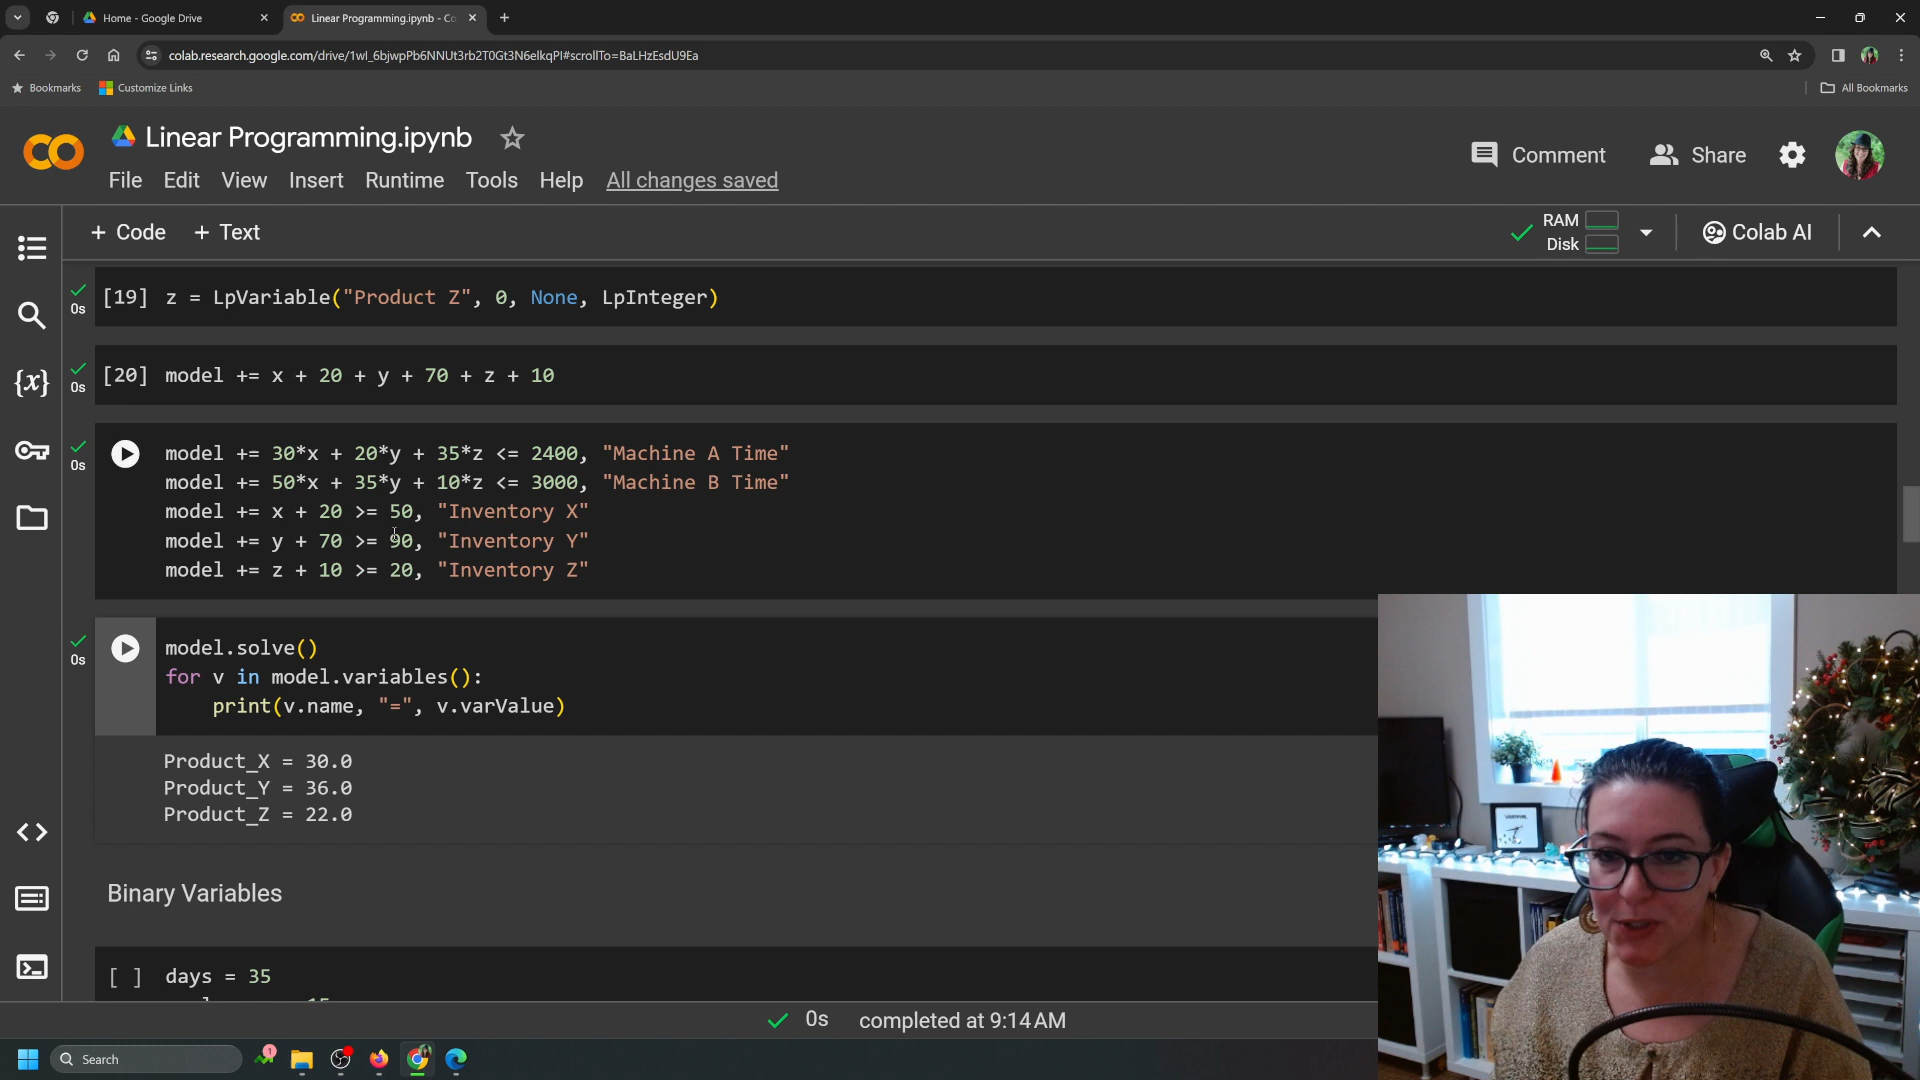 Home - Google Drive
Linear Programming.ipynb - Co
colab.research.google.com/drive/1wI_6bjwpPb6NNUt3rb2T0Gt3N6elkqPI#scrollTo=BaLHzEsdU9Ea
Bookmarks
Customize Links
All Bookmarks
Linear Programming.ipynb
Comment
Share
File Edit View Insert Runtime Tools Help All changes saved
+ Code + Text
RAM
Disk
Colab AI
0s
[19] z = LpVariable("Product Z", 0, None, LpInteger)
0s
[20] model += x + 20 + y + 70 + z + 10
0s
model += 30*x + 20*y + 35*z <= 2400, "Machine A Time"
model += 50*x + 35*y + 10*z <= 3000, "Machine B Time"
model += x + 20 >= 50, "Inventory X"
model += y + 70 >= 90, "Inventory Y"
model += z + 10 >= 20, "Inventory Z"
0s
model.solve()
for v in model.variables():
print(v.name, "=", v.varValue)
Product_X = 30.0
Product_Y = 36.0
Product_Z = 22.0
Binary Variables
[ ] days = 35
0s completed at 9:14 AM
Search
1